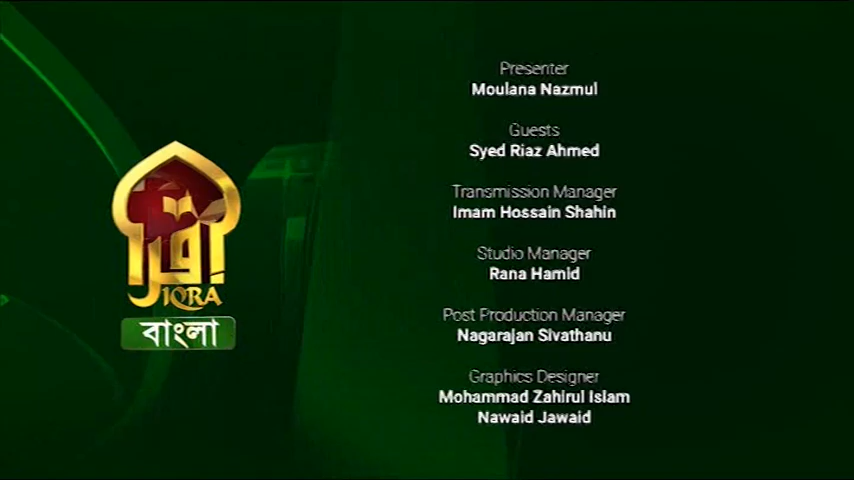 اقرأ
IQRA
বাংলা
Presenter
Moulana Nazmul
Guests
Syed Riaz Ahmed
Transmission Manager
Imam Hossain Shahin
Studio Manager
Rana Hamid
Post Production Manager
Nagarajan Sivathanu
Graphics Designer
Mohammad Zahirul Islam
Nawaid Jawaid